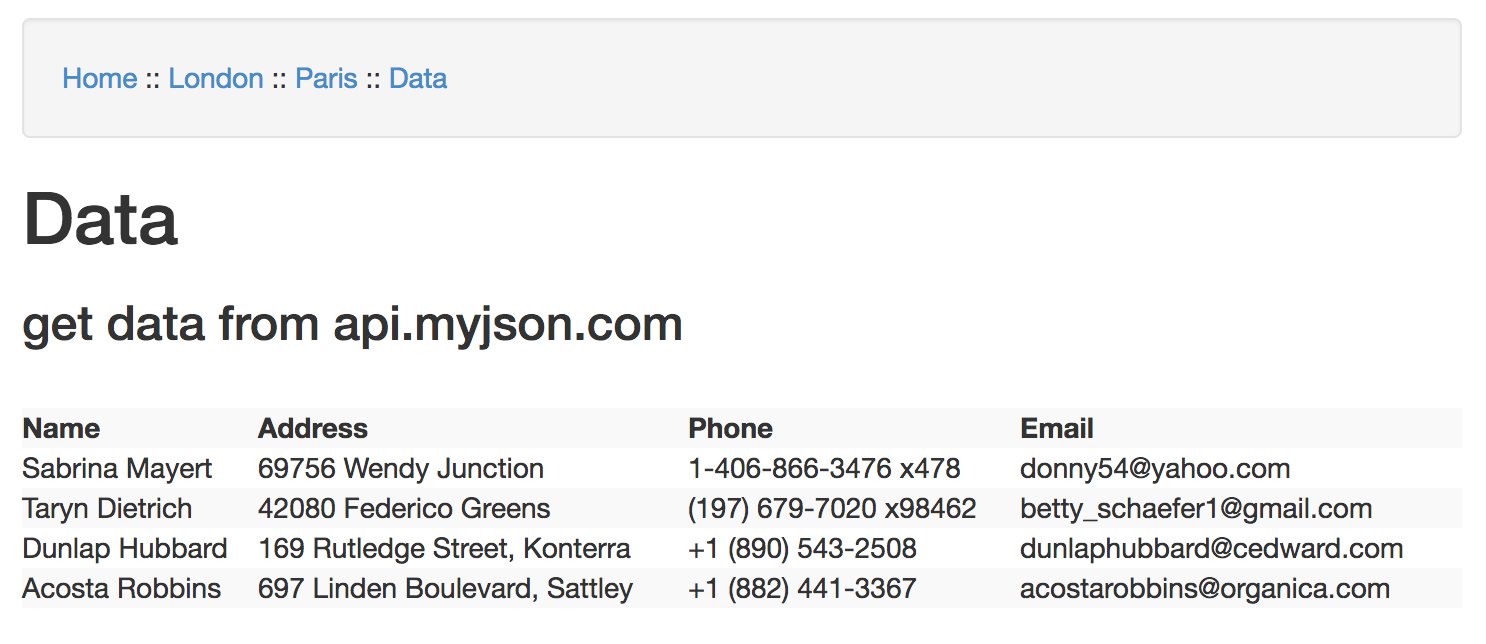 Home :: London :: Paris :: Data
Data
get data from api.myjson.com
Name Address Phone Email
Sabrina Mayert 69756 Wendy Junction 1-406-866-3476 x478 donny54@yahoo.com
Taryn Dietrich 42080 Federico Greens (197) 679-7020 x98462 betty_schaefer1@gmail.com
Dunlap Hubbard 169 Rutledge Street, Konterra +1 (890) 543-2508 dunlaphubbard@cedward.com
Acosta Robbins 697 Linden Boulevard, Sattley +1 (882) 441-3367 acostarobbins@organica.com